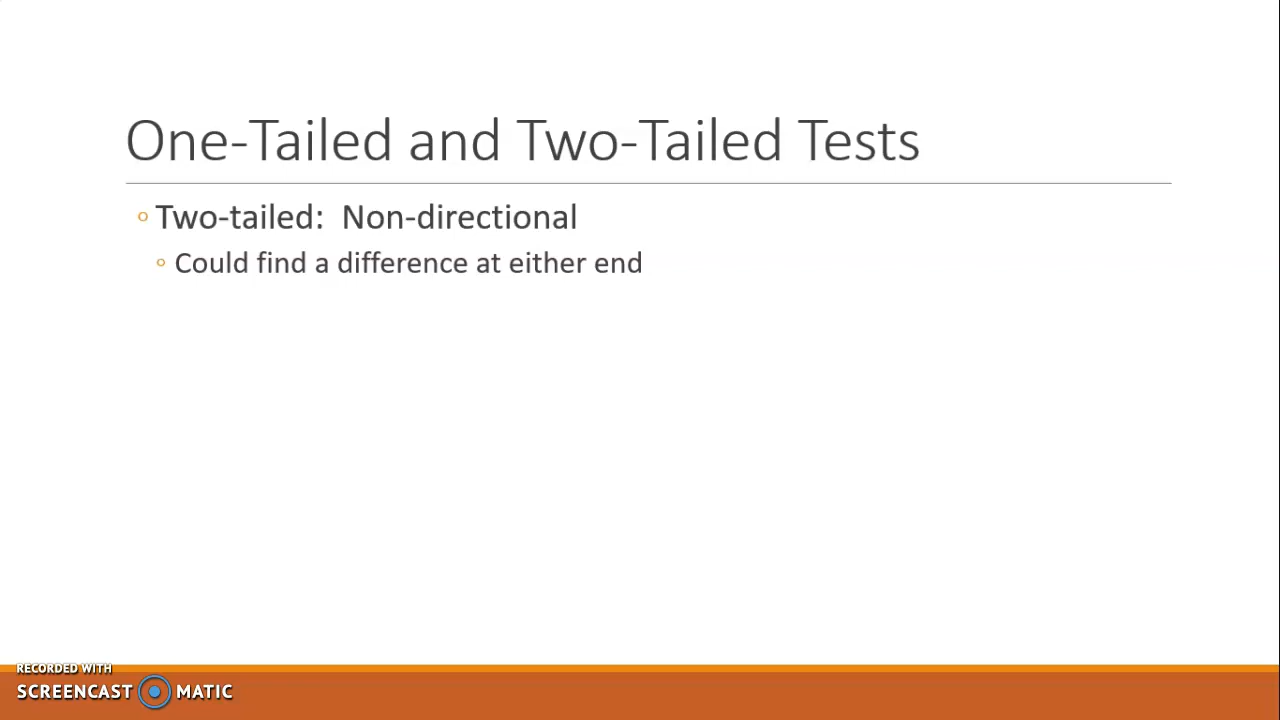 One-Tailed and Two-Tailed Tests
◦ Two-tailed: Non-directional
◦ Could find a difference at either end
RECORDED WITH
SCREENCAST MATIC